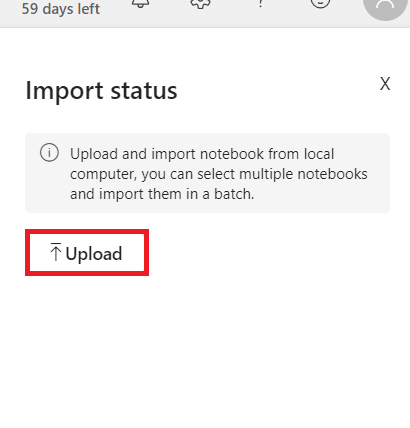 59 days left
?
Import status
X
Upload and import notebook from local
computer, you can select multiple notebooks
and import them in a batch.
Upload